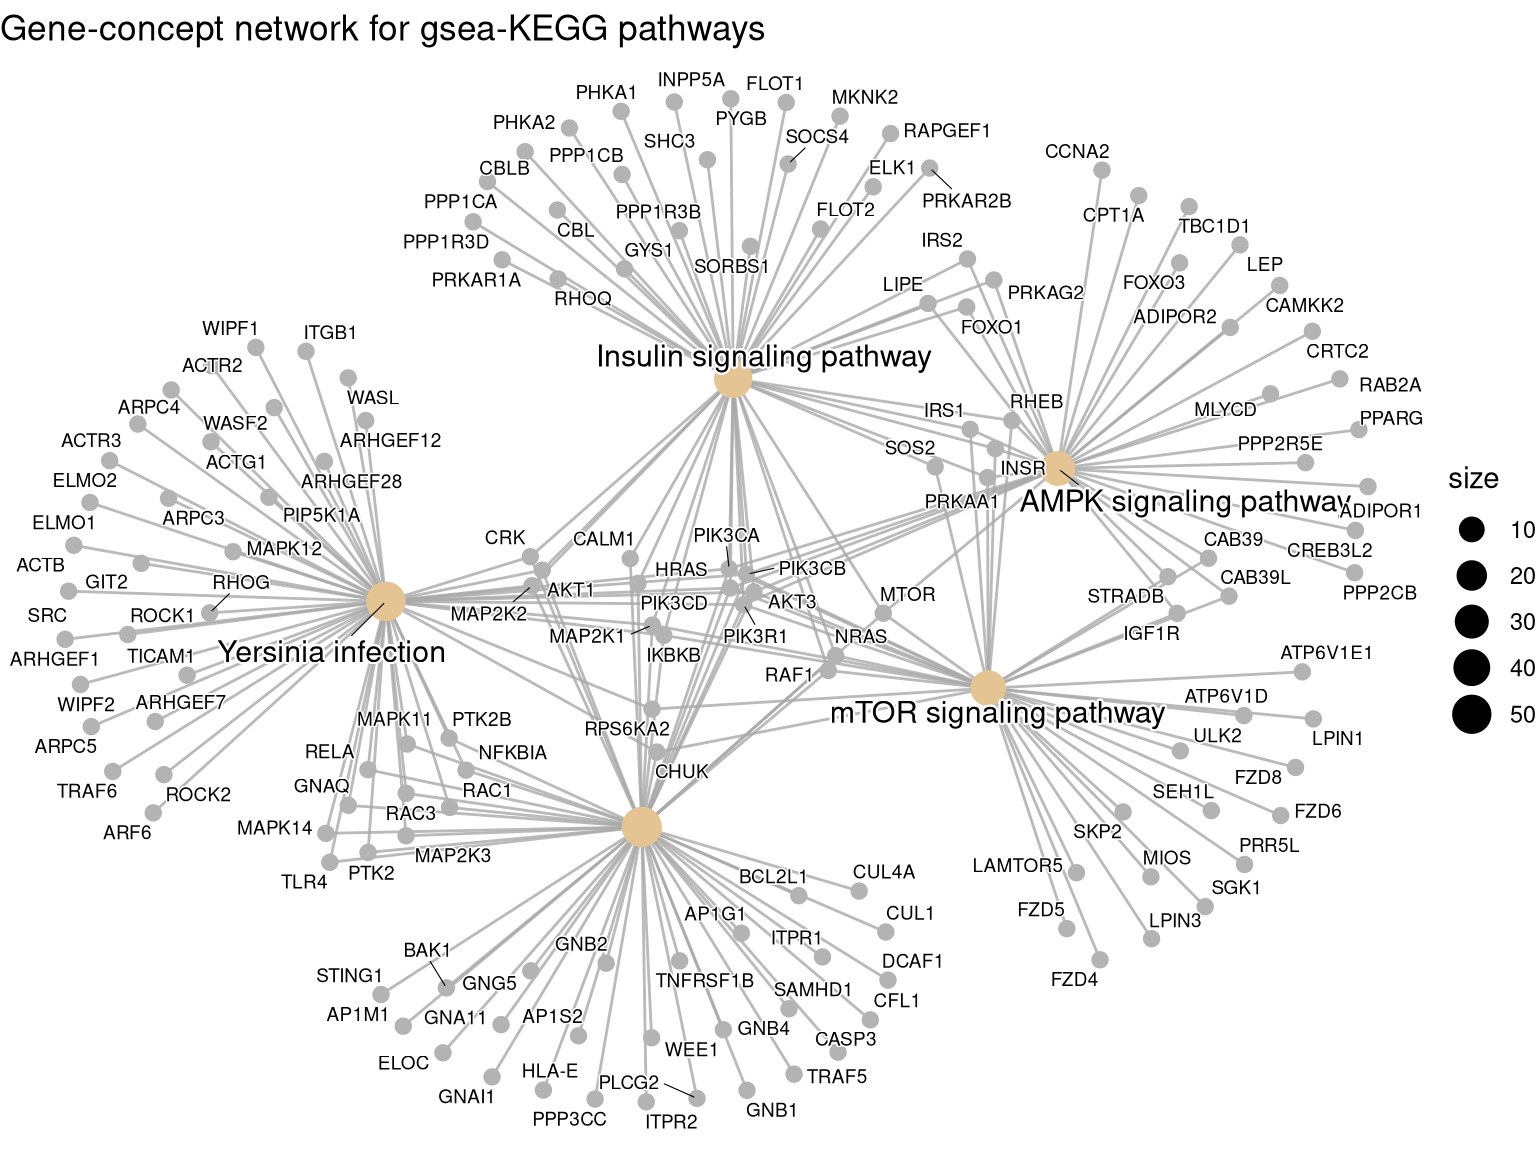 Gene-concept network for gsea-KEGG pathways
INPP5A
FLOT1
PHKA1
MKNK2
PYGB
PHKA2
SHC3
SOCS4
RAPGEF1
CBLB
PPP1CB
ELK1
CCNA2
PPP1CA
PPP1R3B
PRKAR2B
CBL
FLOT2
CPT1A
TBC1D1
PPP1R3D
GYS1
SORBS1
IRS2
PRKAR1A
RHOQ
LIPE
PRKAG2
FOXO3
LEP
CAMKK2
FOXO1
ADIPOR2
WIPF1
ITGB1
Insulin signaling pathway
CRTC2
ACTR2
WASL
RAB2A
ARPC4
WASF2
IRS1
RHEB
MLYCD
PPARG
ACTR3
ARHGEF12
SOS2
PPP2R5E
ACTG1
INSR
ELMO2
ARHGEF28
PRKAA1
AMPK signaling pathway
ADIPOR1
ELMO1
ARPC3
PIP5K1A
CRK
CALM1
PIK3CA
CAB39
CREB3L2
ACTB
MAPK12
HRAS
PIK3CB
CAB39L
GIT2
RHOG
AKT1
STRADB
PPP2CB
SRC
ROCK1
MAP2K2
PIK3CD
AKT3
MTOR
IGF1R
ARHGEF1
TICAM1
Yersinia infection
MAP2K1
IKBKB
PIK3R1
NRAS
ATP6V1E1
RAF1
WIPF2
ARHGEF7
ATP6V1D
mTOR signaling pathway
ARPC5
MAPK11
PTK2B
RPS6KA2
ULK2
LPIN1
RELA
NFKBIA
TRAF6
GNAQ
RAC1
CHUK
FZD8
ROCK2
SEH1L
ARF6
MAPK14
RAC3
SKP2
FZD6
MAP2K3
PRR5L
TLR4
PTK2
BCL2L1
CUL4A
LAMTOR5
MIOS
SGK1
AP1G1
CUL1
FZD5
LPIN3
BAK1
GNB2
ITPR1
STING1
GNG5
TNFRSF1B
DCAF1
FZD4
AP1M1
GNA11
AP1S2
SAMHD1
CFL1
GNB4
CASP3
ELOC
WEE1
HLA-E
PLCG2
TRAF5
GNAI1
PPP3CC
ITPR2
GNB1
size
10
20
30
40
50